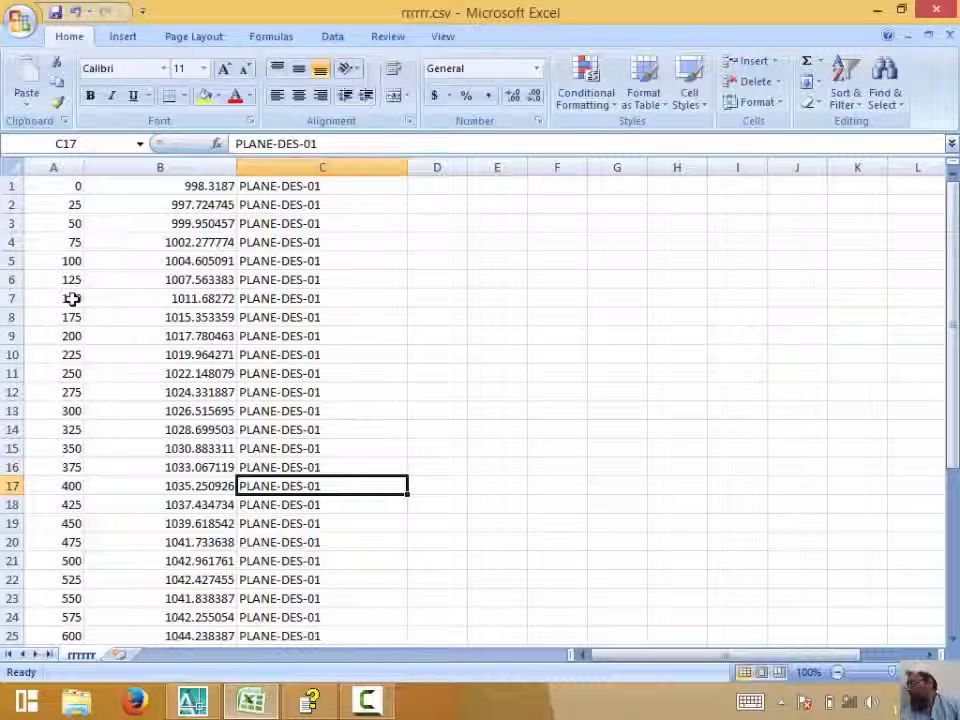 rrrrrr.csv - Microsoft Excel
Home Insert Page Layout Formulas Data Review View
Paste
Calibri 11 A A
B I U A
General
$ % ,
Conditional Formatting
Format as Table
Cell Styles
Insert
Delete
Format
Σ
Sort & Filter
Find & Select
Clipboard Font Alignment Number Styles Cells Editing
C17 fx PLANE-DES-01
A B C D E F G H I J K L
1 0 998.3187 PLANE-DES-01
2 25 997.724745 PLANE-DES-01
3 50 999.950457 PLANE-DES-01
4 75 1002.277774 PLANE-DES-01
5 100 1004.605091 PLANE-DES-01
6 125 1007.563383 PLANE-DES-01
7 1011.68272 PLANE-DES-01
8 175 1015.353359 PLANE-DES-01
9 200 1017.780463 PLANE-DES-01
10 225 1019.964271 PLANE-DES-01
11 250 1022.148079 PLANE-DES-01
12 275 1024.331887 PLANE-DES-01
13 300 1026.515695 PLANE-DES-01
14 325 1028.699503 PLANE-DES-01
15 350 1030.883311 PLANE-DES-01
16 375 1033.067119 PLANE-DES-01
17 400 1035.250926 PLANE-DES-01
18 425 1037.434734 PLANE-DES-01
19 450 1039.618542 PLANE-DES-01
20 475 1041.733638 PLANE-DES-01
21 500 1042.961761 PLANE-DES-01
22 525 1042.427455 PLANE-DES-01
23 550 1041.838387 PLANE-DES-01
24 575 1042.255054 PLANE-DES-01
25 600 1044.238387 PLANE-DES-01
rrrrrr
Ready 100%